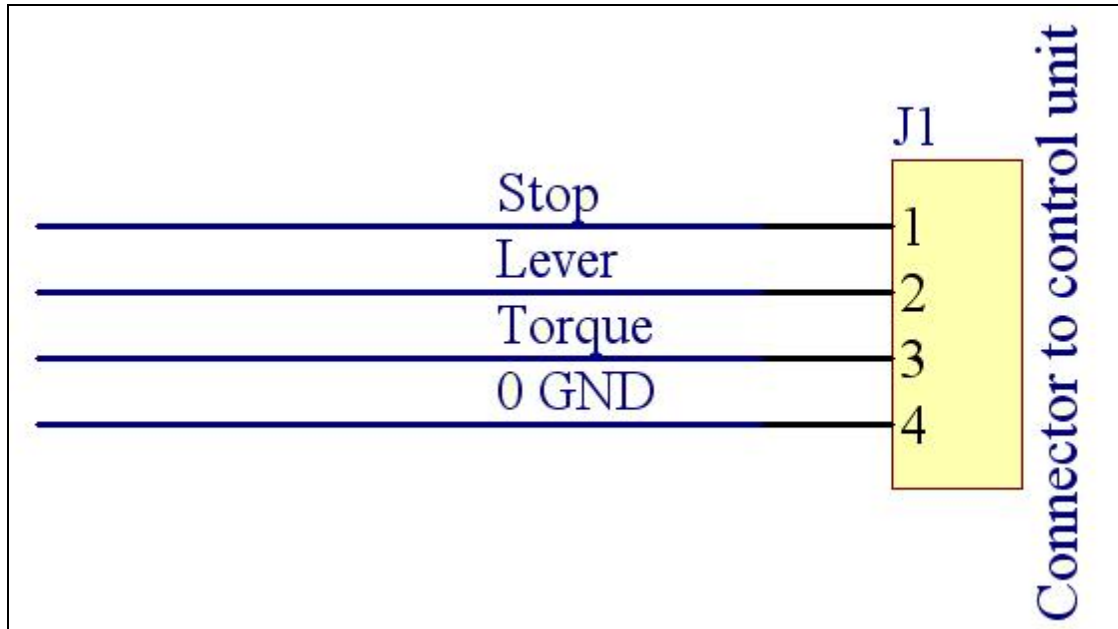 J1
Stop
1
Lever
2
Torque
3
0 GND
4
Connector to control unit